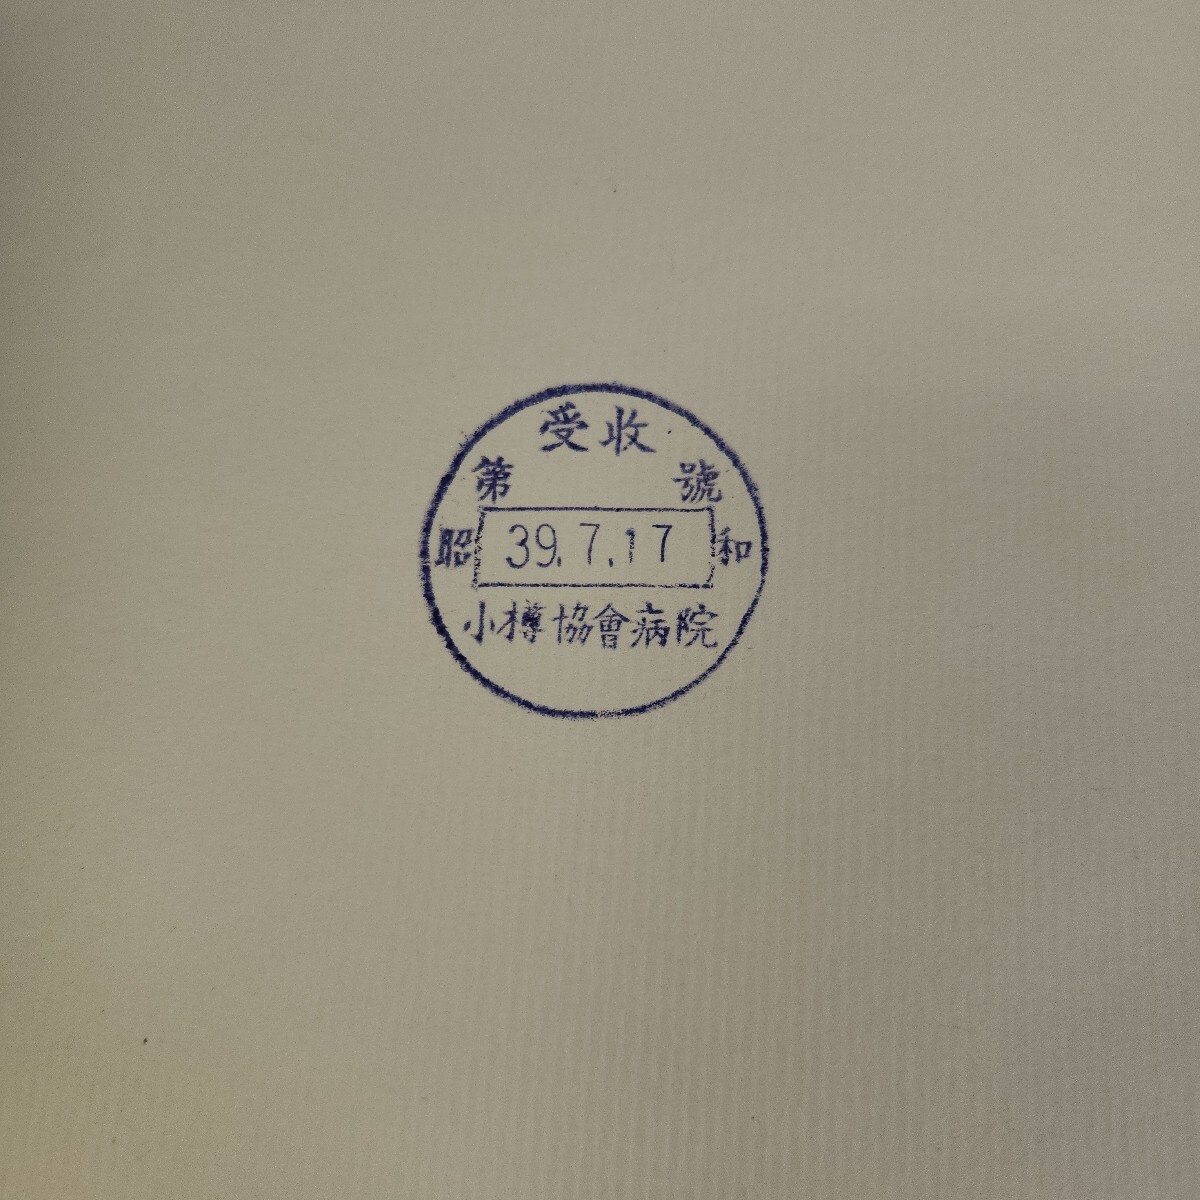 受收
第 號
昭 39.7.17 和
小樽協會病院